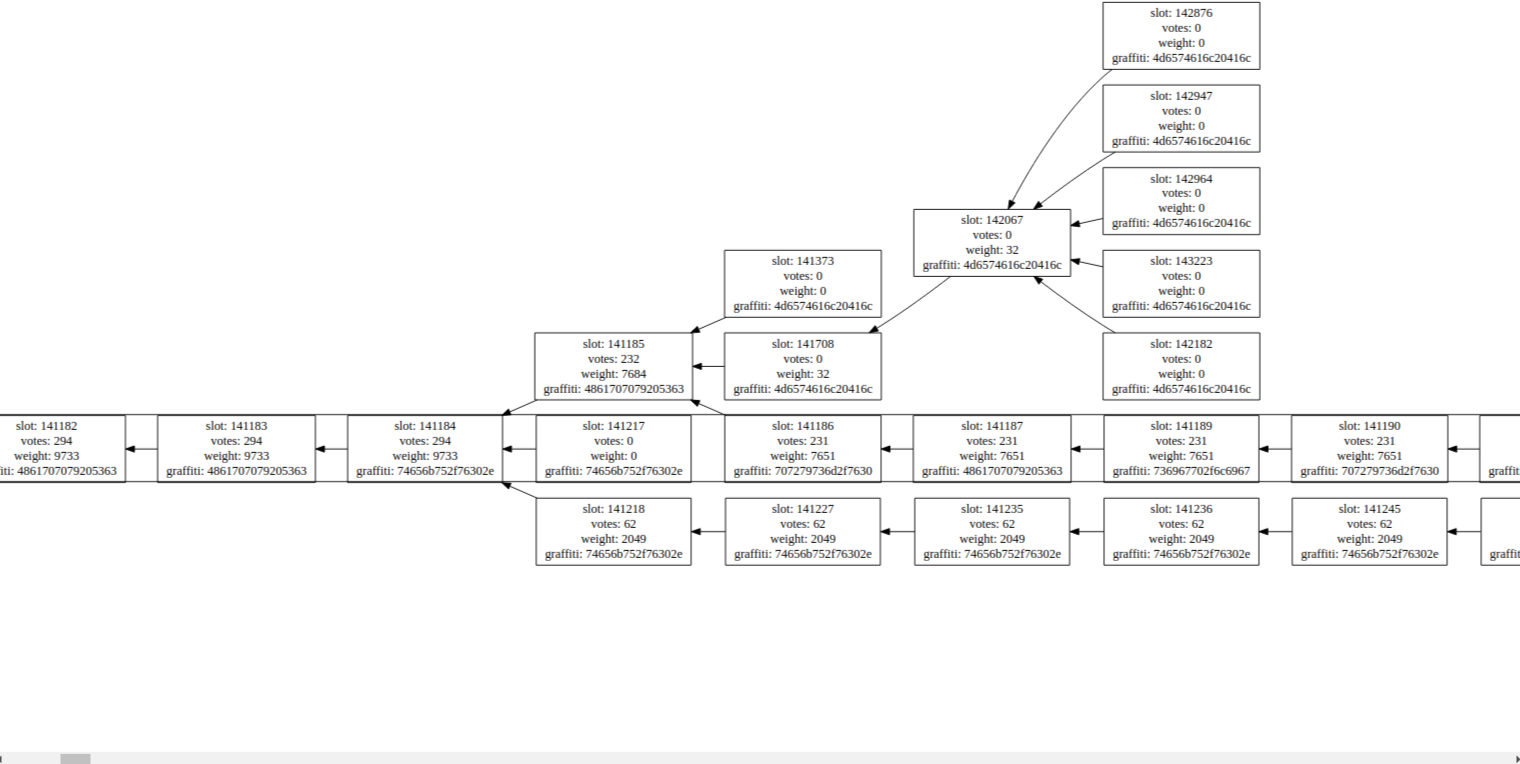 slot: 142876
votes: 0
weight: 0
graffiti: 4d6574616c20416c
slot: 142947
votes: 0
weight: 0
graffiti: 4d6574616c20416c
slot: 142964
votes: 0
weight: 0
graffiti: 4d6574616c20416c
slot: 142067
votes: 0
weight: 32
graffiti: 4d6574616c20416c
slot: 141373
votes: 0
weight: 0
graffiti: 4d6574616c20416c
slot: 143223
votes: 0
weight: 0
graffiti: 4d6574616c20416c
slot: 141185
votes: 232
weight: 7684
graffiti: 4861707079205363
slot: 141708
votes: 0
weight: 32
graffiti: 4d6574616c20416c
slot: 142182
votes: 0
weight: 0
graffiti: 4d6574616c20416c
slot: 141182
votes: 294
weight: 9733
iti: 4861707079205363
slot: 141183
votes: 294
weight: 9733
graffiti: 4861707079205363
slot: 141184
votes: 294
weight: 9733
graffiti: 74656b752f76302e
slot: 141217
votes: 0
weight: 0
graffiti: 74656b752f76302e
slot: 141186
votes: 231
weight: 7651
graffiti: 707279736d2f7630
slot: 141187
votes: 231
weight: 7651
graffiti: 4861707079205363
slot: 141189
votes: 231
weight: 7651
graffiti: 736967702f6c6967
slot: 141190
votes: 231
weight: 7651
graffiti: 707279736d2f7630
graffit
slot: 141218
votes: 62
weight: 2049
graffiti: 74656b752f76302e
slot: 141227
votes: 62
weight: 2049
graffiti: 74656b752f76302e
slot: 141235
votes: 62
weight: 2049
graffiti: 74656b752f76302e
slot: 141236
votes: 62
weight: 2049
graffiti: 74656b752f76302e
slot: 141245
votes: 62
weight: 2049
graffiti: 74656b752f76302e
graffit